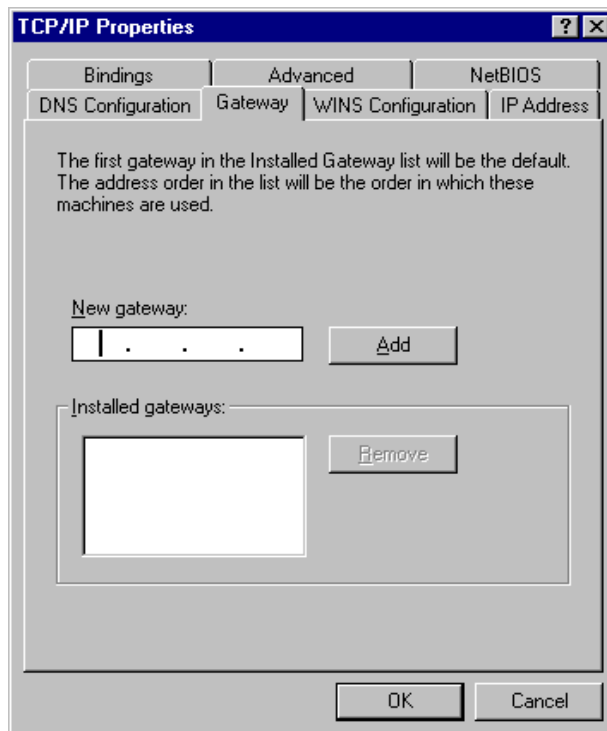 TCP/IP Properties
Bindings Advanced NetBIOS
DNS Configuration Gateway WINS Configuration IP Address
The first gateway in the Installed Gateway list will be the default.
The address order in the list will be the order in which these
machines are used.
New gateway:
. . .
Add
Installed gateways:
Remove
OK Cancel